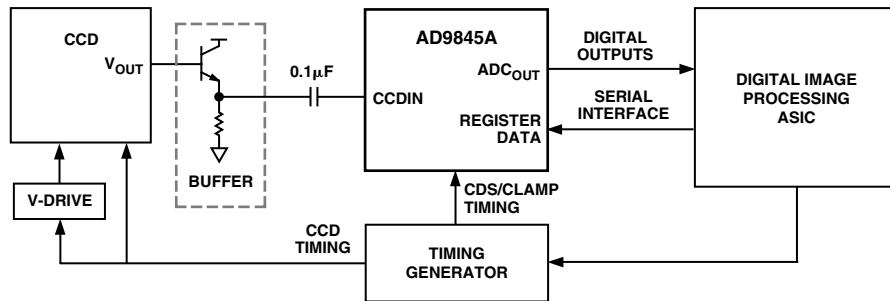 CCD
VOUT
BUFFER
0.1µF
AD9845A
CCDIN
ADCOUT
REGISTER
DATA
DIGITAL
OUTPUTS
SERIAL
INTERFACE
DIGITAL IMAGE
PROCESSING
ASIC
V-DRIVE
CCD
TIMING
CDS/CLAMP
TIMING
TIMING
GENERATOR